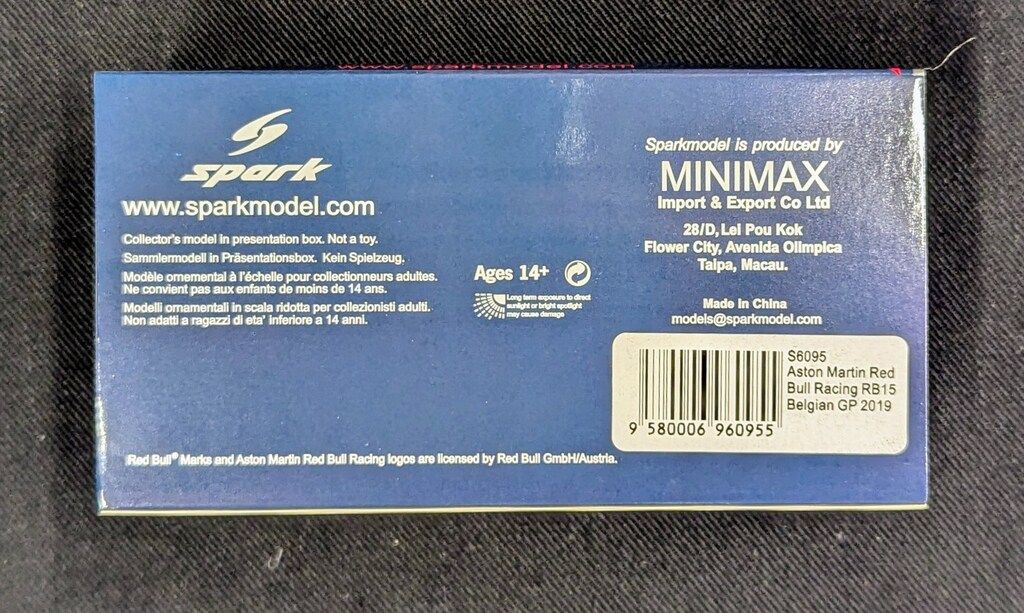 www.sparkmodel.com
spark
www.sparkmodel.com
Collector's model in presentation box. Not a toy.
Sammlermodell in Präsentationsbox. Kein Spielzeug.
Modèle ornemental à l'échelle pour collectionneurs adultes.
Ne convient pas aux enfants de moins de 14 ans.
Modelli ornamentali in scala ridotta per collezionisti adulti.
Non adatti a ragazzi di eta' inferiore a 14 anni.
Ages 14+
Long term exposure to direct
sunlight or bright spotlight
may cause damage
Sparkmodel is produced by
MINIMAX
Import & Export Co Ltd
28/D, Lei Pou Kok
Flower City, Avenida Olimpica
Taipa, Macau.
Made in China
models@sparkmodel.com
S6095
Aston Martin Red
Bull Racing RB15
Belgian GP 2019
9 580006 960955
Red Bull® Marks and Aston Martin Red Bull Racing logos are licensed by Red Bull GmbH/Austria.